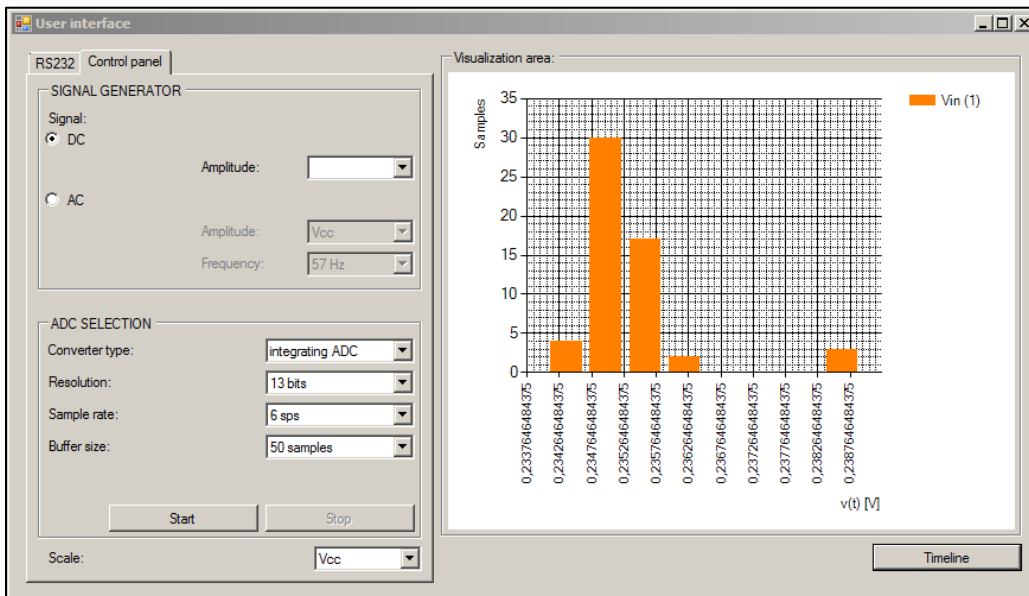 User interface
RS232 Control panel
SIGNAL GENERATOR
Signal:
DC
Amplitude:
AC
Amplitude: Vcc
Frequency: 57 Hz
ADC SELECTION
Converter type: integrating ADC
Resolution: 13 bits
Sample rate: 6 sps
Buffer size: 50 samples
Start Stop
Scale: Vcc
Visualization area:
Samples
35
30
25
20
15
10
5
0
0,2337646484375
0,2342646484375
0,2347646484375
0,2352646484375
0,2357646484375
0,2362646484375
0,2367646484375
0,2372646484375
0,2377646484375
0,2382646484375
0,2387646484375
v(t) [V]
Vin (1)
Timeline